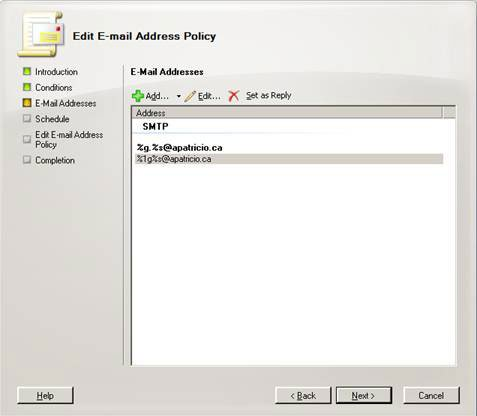 Edit E-mail Address Policy
Introduction
Conditions
E-Mail Addresses
Schedule
Edit E-mail Address
Policy
Completion
E-Mail Addresses
Add...
Edit...
Set as Reply
Address
SMTP
%g.%s@apatricio.ca
%1g%s@apatricio.ca
Help
< Back
Next >
Cancel